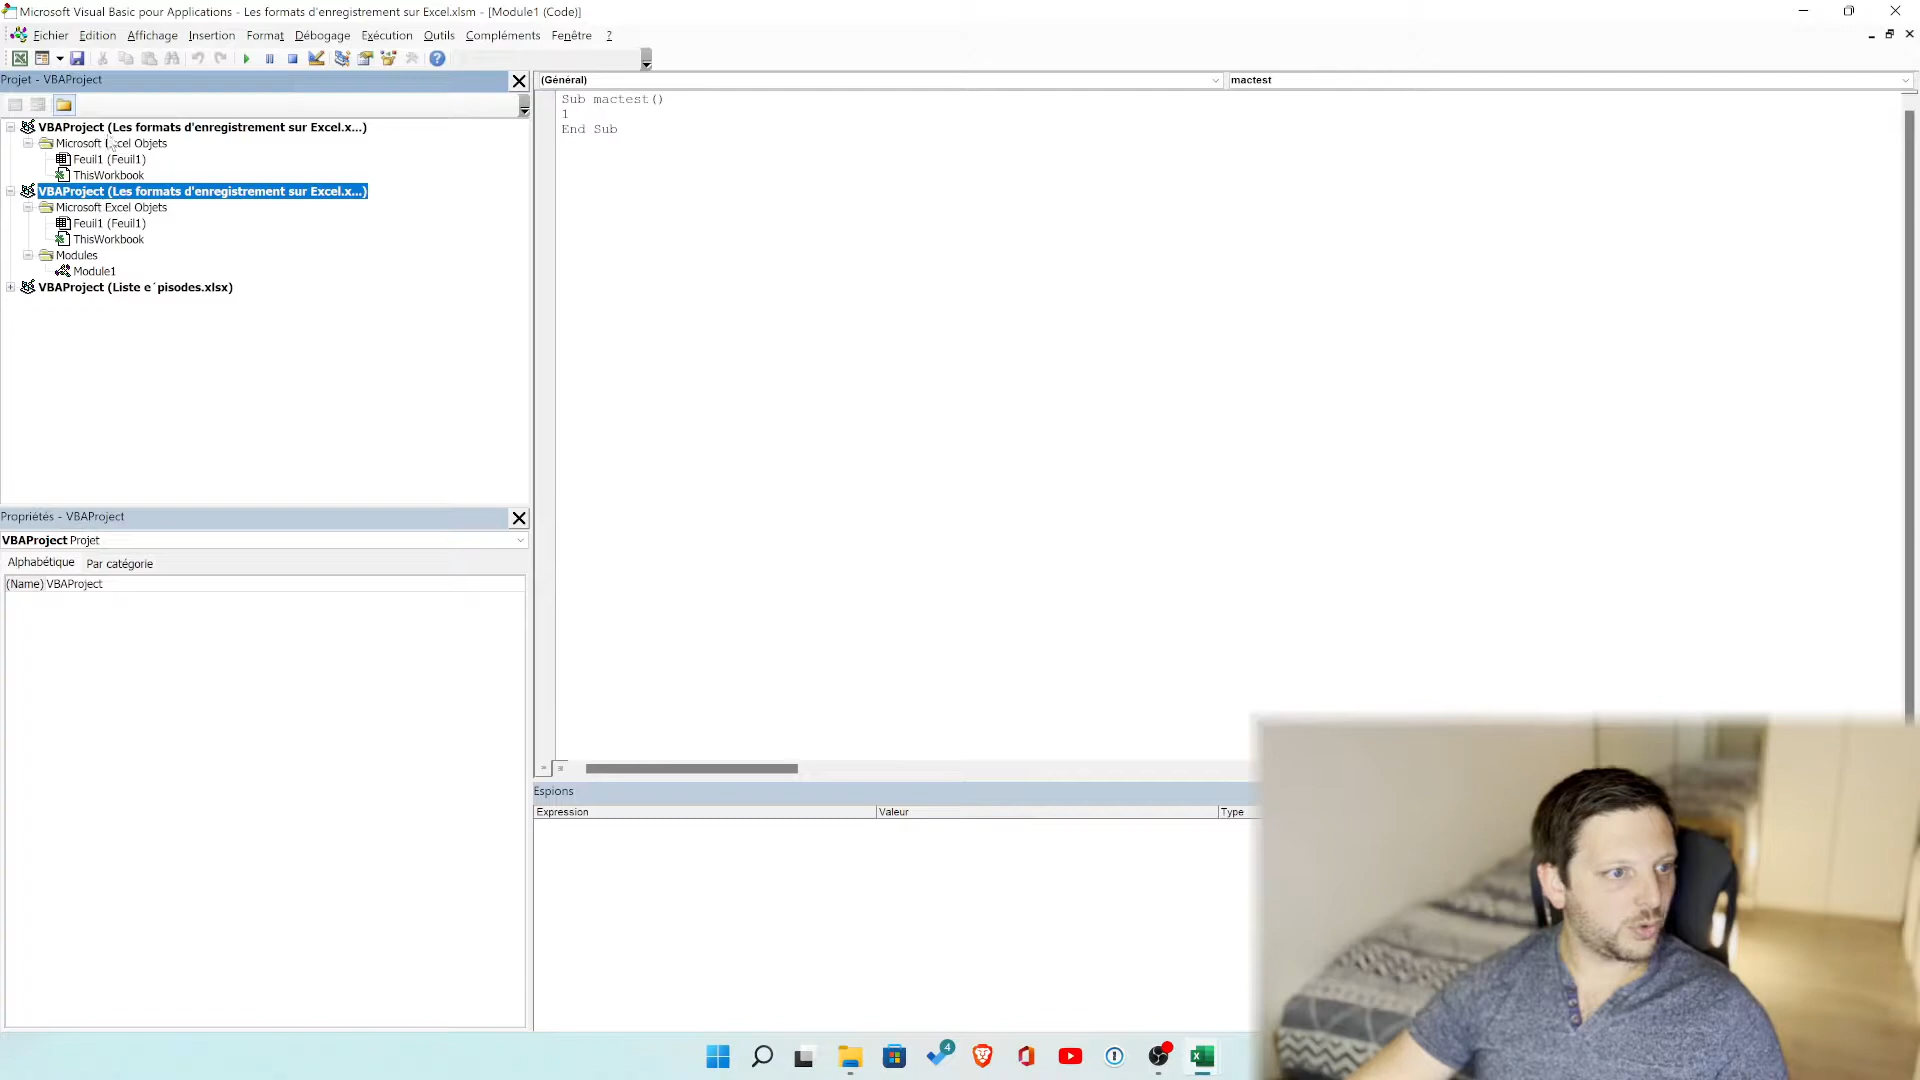 Microsoft Visual Basic pour Applications - Les formats d'enregistrement sur Excel.xlsm - [Module1 (Code)]
Fichier Edition Affichage Insertion Format Débogage Exécution Outils Compléments Fenêtre ?
Projet - VBAProject
(Général)
mactest
VBAProject (Les formats d'enregistrement sur Excel.x...)
Microsoft Excel Objets
Feuil1 (Feuil1)
ThisWorkbook
VBAProject (Les formats d'enregistrement sur Excel.x...)
Microsoft Excel Objets
Feuil1 (Feuil1)
ThisWorkbook
Modules
Module1
VBAProject (Liste e´pisodes.xlsx)
Sub mactest()
1
End Sub
Propriétés - VBAProject
VBAProject Projet
Alphabétique Par catégorie
(Name) VBAProject
Espions
Expression Valeur Type
4